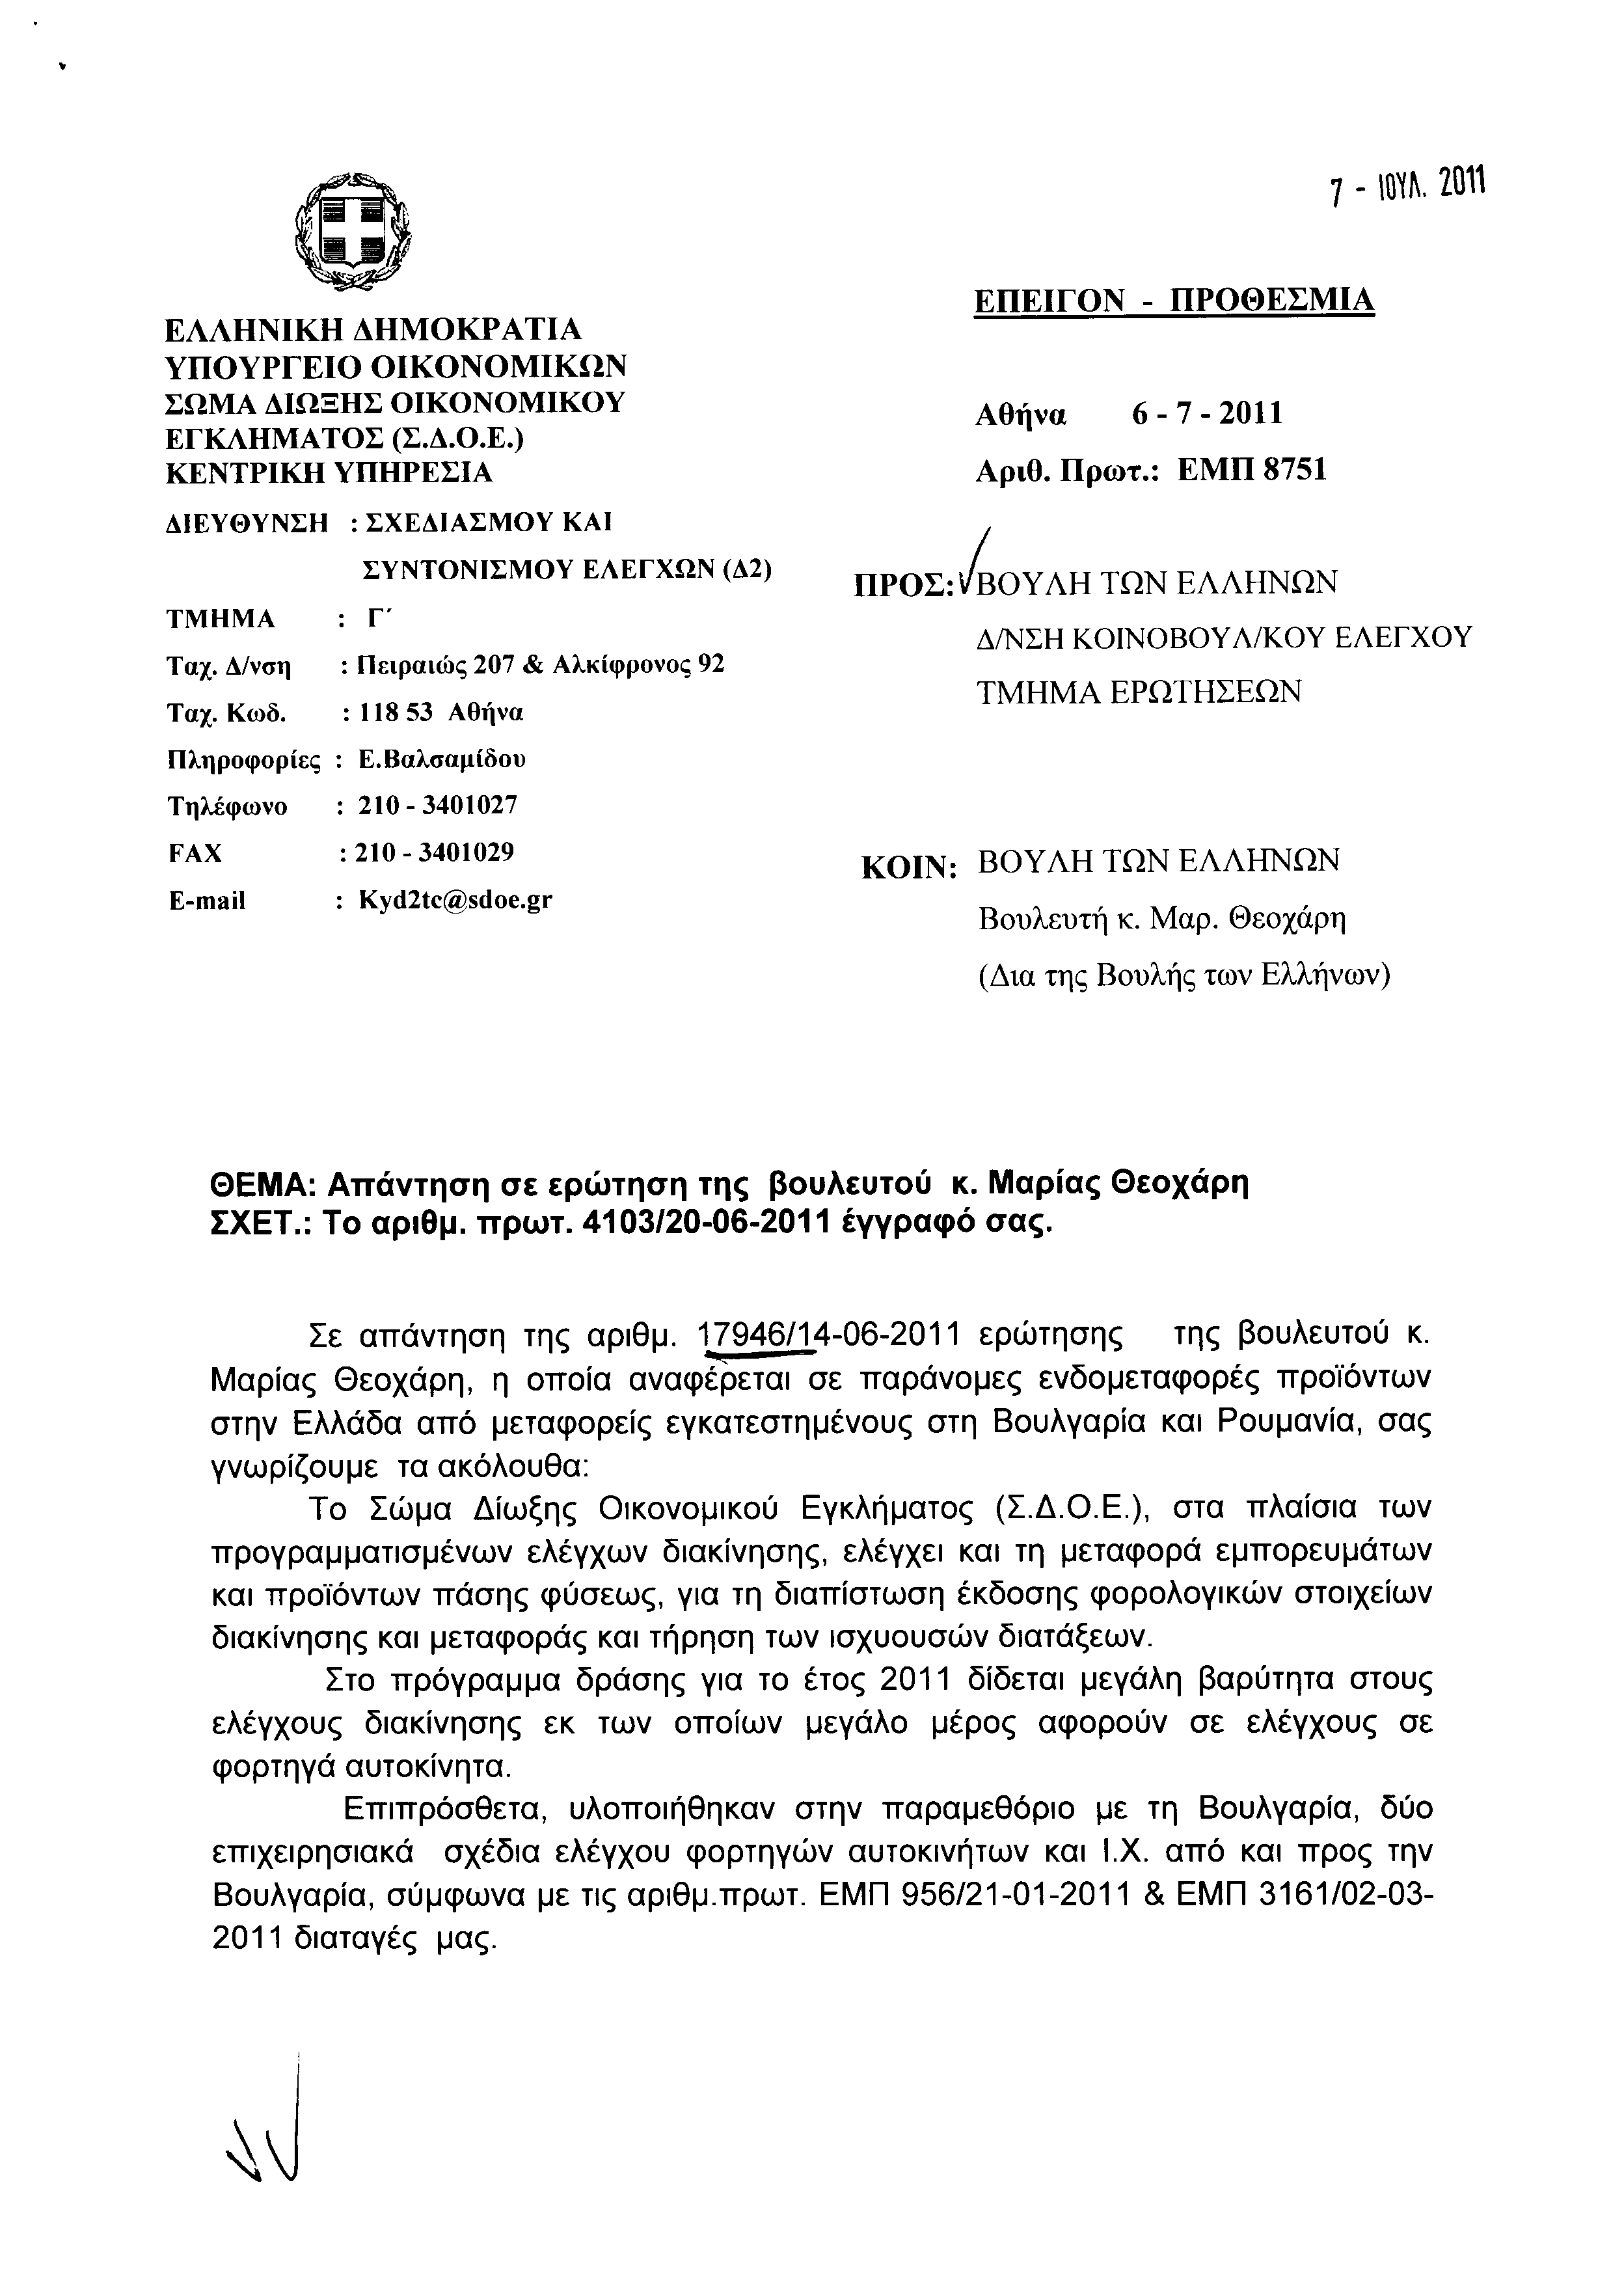 7 - ΙΟΥΛ. 2011
ΕΛΛΗΝΙΚΗ ΔΗΜΟΚΡΑΤΙΑ
ΥΠΟΥΡΓΕΙΟ ΟΙΚΟΝΟΜΙΚΩΝ
ΣΩΜΑ ΔΙΩΞΗΣ ΟΙΚΟΝΟΜΙΚΟΥ
ΕΓΚΛΗΜΑΤΟΣ (Σ.Δ.Ο.Ε.)
ΚΕΝΤΡΙΚΗ ΥΠΗΡΕΣΙΑ
ΔΙΕΥΘΥΝΣΗ : ΣΧΕΔΙΑΣΜΟΥ ΚΑΙ
ΣΥΝΤΟΝΙΣΜΟΥ ΕΛΕΓΧΩΝ (Δ2)
ΤΜΗΜΑ : Γ΄
Ταχ. Δ/νση : Πειραιώς 207 & Αλκίφρονος 92
Ταχ. Κωδ. : 118 53 Αθήνα
Πληροφορίες : Ε.Βαλσαμίδου
Τηλέφωνο : 210 - 3401027
FAX : 210 - 3401029
E-mail : Kyd2tc@sdoe.gr
ΕΠΕΙΓΟΝ - ΠΡΟΘΕΣΜΙΑ
Αθήνα 6 - 7 - 2011
Αριθ. Πρωτ.: ΕΜΠ 8751
ΠΡΟΣ: ΒΟΥΛΗ ΤΩΝ ΕΛΛΗΝΩΝ
Δ/ΝΣΗ ΚΟΙΝΟΒΟΥΛ/ΚΟΥ ΕΛΕΓΧΟΥ
ΤΜΗΜΑ ΕΡΩΤΗΣΕΩΝ
ΚΟΙΝ: ΒΟΥΛΗ ΤΩΝ ΕΛΛΗΝΩΝ
Βουλευτή κ. Μαρ. Θεοχάρη
(Δια της Βουλής των Ελλήνων)
ΘΕΜΑ: Απάντηση σε ερώτηση της βουλευτού κ. Μαρίας Θεοχάρη
ΣΧΕΤ.: Το αριθμ. πρωτ. 4103/20-06-2011 έγγραφό σας.
Σε απάντηση της αριθμ. 17946/14-06-2011 ερώτησης της βουλευτού κ.
Μαρίας Θεοχάρη, η οποία αναφέρεται σε παράνομες ενδομεταφορές προϊόντων
στην Ελλάδα από μεταφορείς εγκατεστημένους στη Βουλγαρία και Ρουμανία, σας
γνωρίζουμε τα ακόλουθα:
Το Σώμα Δίωξης Οικονομικού Εγκλήματος (Σ.Δ.Ο.Ε.), στα πλαίσια των
προγραμματισμένων ελέγχων διακίνησης, ελέγχει και τη μεταφορά εμπορευμάτων
και προϊόντων πάσης φύσεως, για τη διαπίστωση έκδοσης φορολογικών στοιχείων
διακίνησης και μεταφοράς και τήρηση των ισχυουσών διατάξεων.
Στο πρόγραμμα δράσης για το έτος 2011 δίδεται μεγάλη βαρύτητα στους
ελέγχους διακίνησης εκ των οποίων μεγάλο μέρος αφορούν σε ελέγχους σε
φορτηγά αυτοκίνητα.
Επιπρόσθετα, υλοποιήθηκαν στην παραμεθόριο με τη Βουλγαρία, δύο
επιχειρησιακά σχέδια ελέγχου φορτηγών αυτοκινήτων και Ι.Χ. από και προς την
Βουλγαρία, σύμφωνα με τις αριθμ.πρωτ. ΕΜΠ 956/21-01-2011 & ΕΜΠ 3161/02-03-
2011 διαταγές μας.